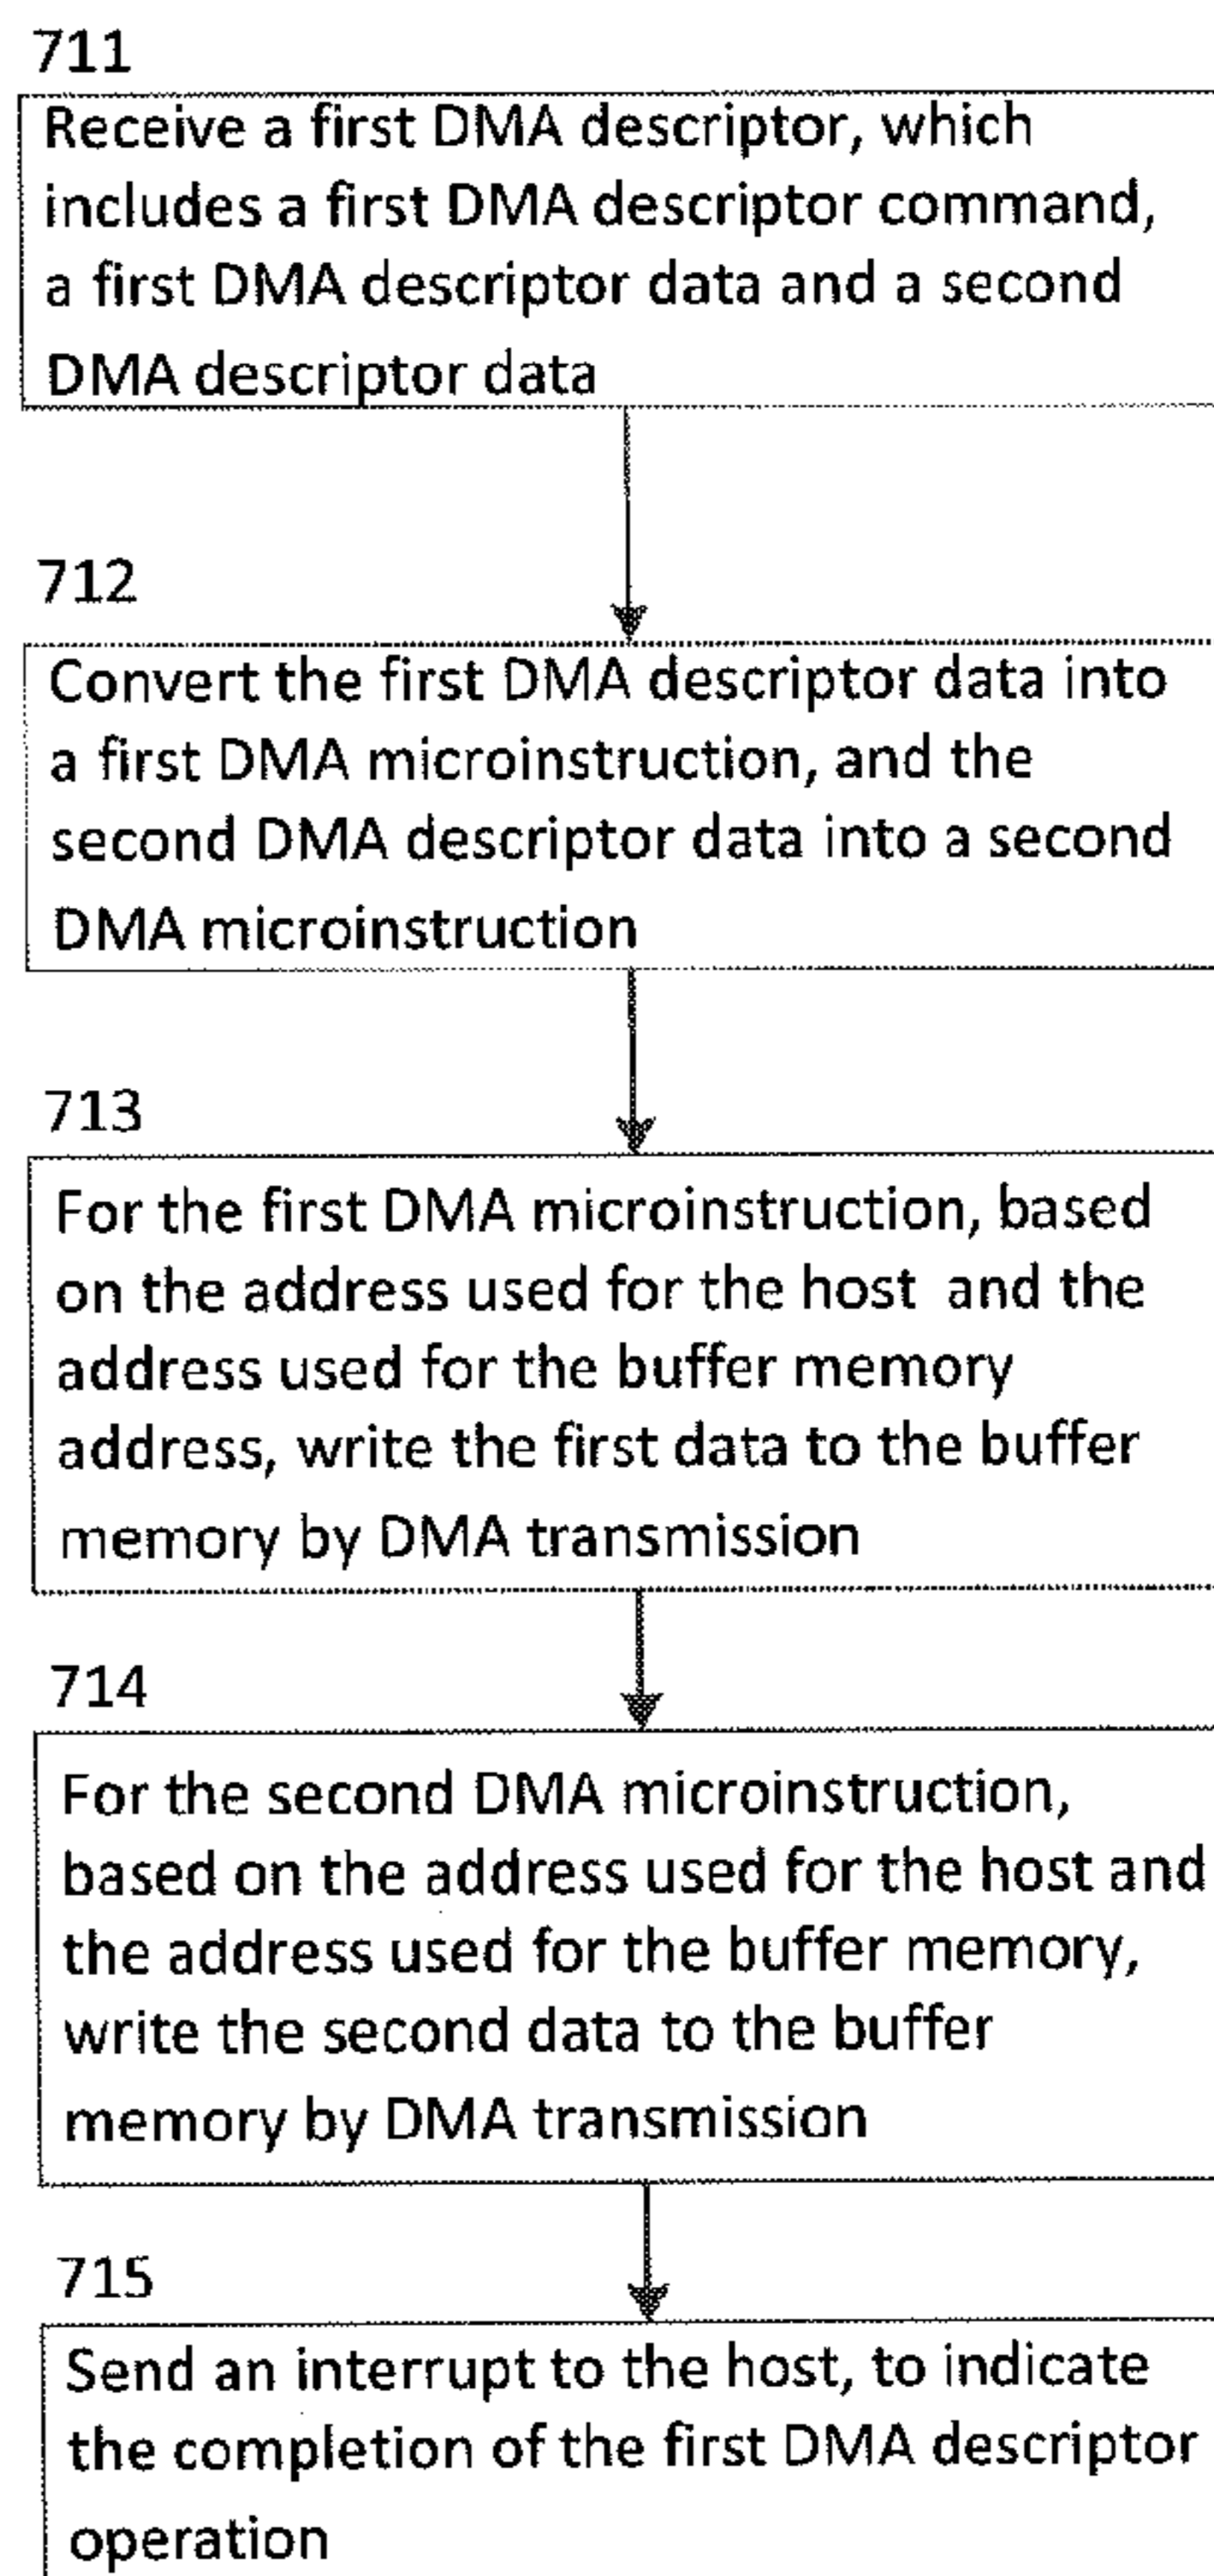 711
Receive a first DMA descriptor, which
includes a first DMA descriptor command,
a first DMA descriptor data and a second
DMA descriptor data
712
Convert the first DMA descriptor data into
a first DMA microinstruction, and the
second DMA descriptor data into a second
DMA microinstruction
713
For the first DMA microinstruction, based
on the address used for the host and the
address used for the buffer memory
address, write the first data to the buffer
memory by DMA transmission
714
For the second DMA microinstruction,
based on the address used for the host and
the address used for the buffer memory,
write the second data to the buffer
memory by DMA transmission
715
Send an interrupt to the host, to indicate
the completion of the first DMA descriptor
operation